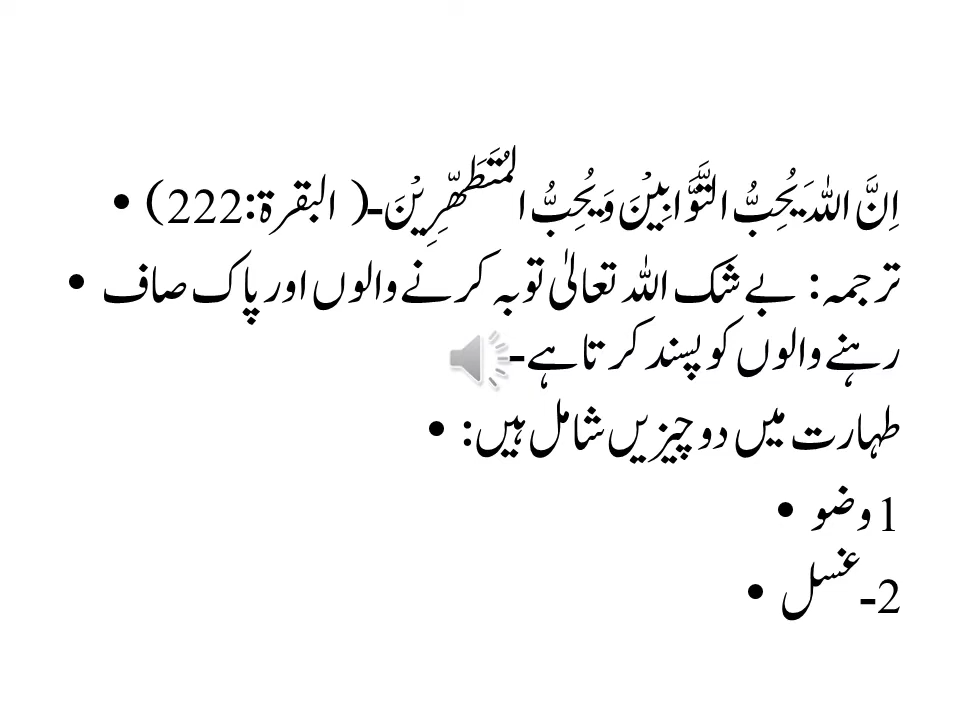 اِنَّ اللہَ یُحِبُّ التَّوَّابِیْنَ وَیُحِبُّ الْمُتَطَھِّرِیْنَ-( البقرۃ:222) •
ترجمہ: بے شک اللہ تعالیٰ توبہ کرنے والوں اور پاک صاف •
رہنے والوں کو پسند کرتا ہے-
طہارت میں دو چیزیں شامل ہیں: •
1 وضو •
2-غسل •